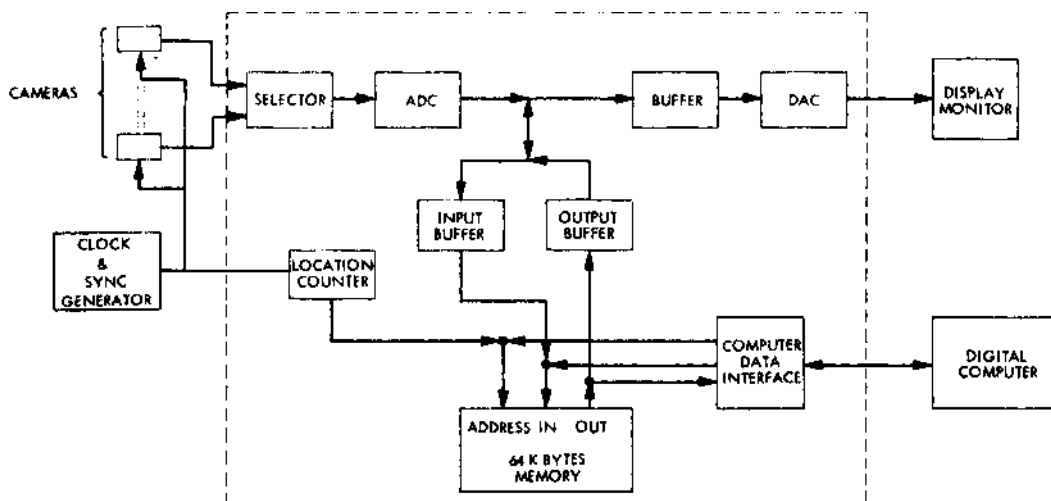 CAMERAS
SELECTOR
ADC
BUFFER
DAC
DISPLAY
MONITOR
INPUT
BUFFER
OUTPUT
BUFFER
CLOCK
&
SYNC
GENERATOR
LOCATION
COUNTER
COMPUTER
DATA
INTERFACE
DIGITAL
COMPUTER
ADDRESS IN OUT
64 K BYTES
MEMORY